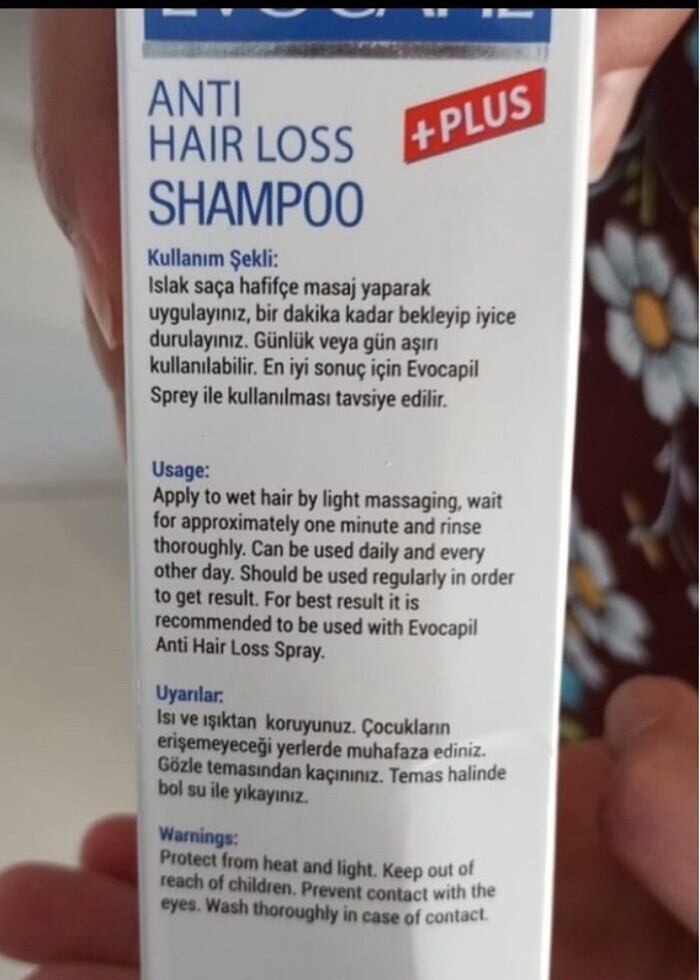 EVOCAPIL
ANTI
HAIR LOSS
SHAMPOO
+PLUS
Kullanım Şekli:
Islak saça hafifçe masaj yaparak
uygulayınız, bir dakika kadar bekleyip iyice
durulayınız. Günlük veya gün aşırı
kullanılabilir. En iyi sonuç için Evocapil
Sprey ile kullanılması tavsiye edilir.
Usage:
Apply to wet hair by light massaging, wait
for approximately one minute and rinse
thoroughly. Can be used daily and every
other day. Should be used regularly in order
to get result. For best result it is
recommended to be used with Evocapil
Anti Hair Loss Spray.
Uyarılar:
Isı ve ışıktan koruyunuz. Çocukların
erişemeyeceği yerlerde muhafaza ediniz.
Gözle temasından kaçınınız. Temas halinde
bol su ile yıkayınız.
Warnings:
Protect from heat and light. Keep out of
reach of children. Prevent contact with the
eyes. Wash thoroughly in case of contact.